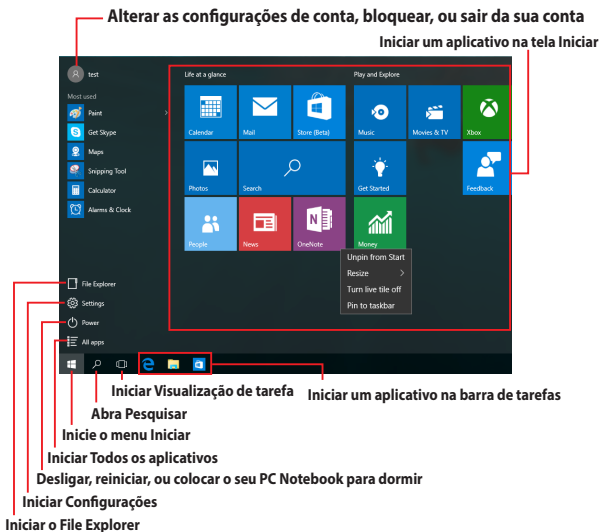 Alterar as configurações de conta, bloquear, ou sair da sua conta
Iniciar um aplicativo na tela Iniciar
test
Life at a glance
Play and Explore
Most used
Paint
Get Skype
Maps
Snipping Tool
Calculator
Alarms & Clock
Calendar
Mail
Store (Beta)
Music
Movies & TV
Xbox
Photos
Search
Get Started
Feedback
People
News
OneNote
Money
Unpin from Start
Resize
Turn live tile off
Pin to taskbar
File Explorer
Settings
Power
All apps
Iniciar Visualização de tarefa
Iniciar um aplicativo na barra de tarefas
Abra Pesquisar
Inicie o menu Iniciar
Iniciar Todos os aplicativos
Desligar, reiniciar, ou colocar o seu PC Notebook para dormir
Iniciar Configurações
Iniciar o File Explorer